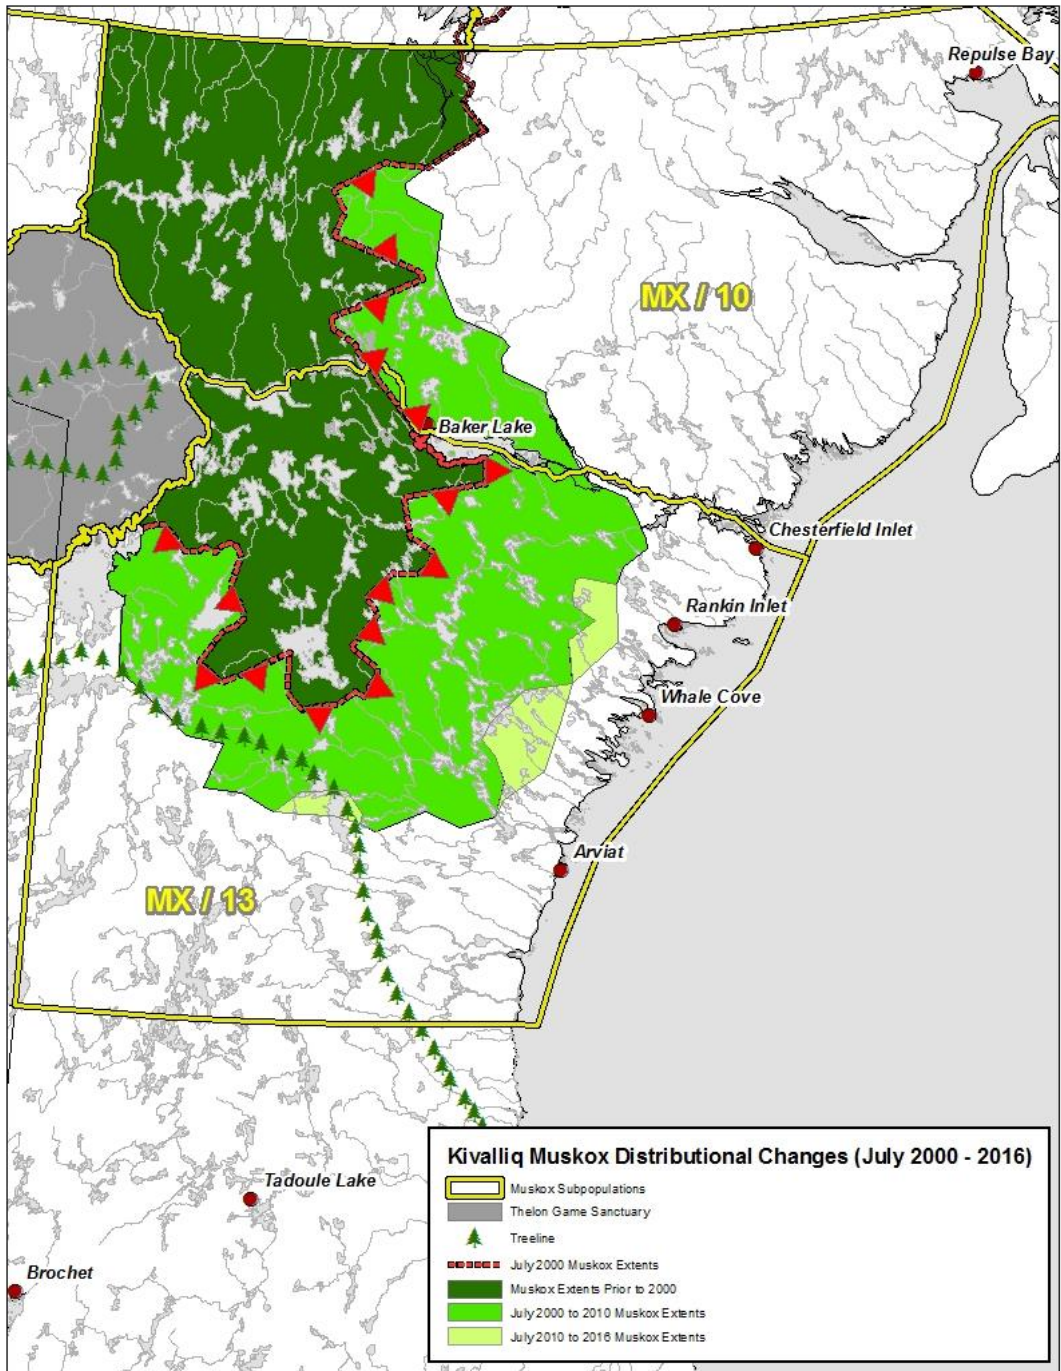 Repulse Bay
MX / 10
Baker Lake
Chesterfield Inlet
Rankin Inlet
Whale Cove
Arviat
MX / 13
Tadoule Lake
Brochet
Kivalliq Muskox Distributional Changes (July 2000 - 2016)
Muskox Subpopulations
Thelon Game Sanctuary
Treeline
July 2000 Muskox Extents
Muskox Extents Prior to 2000
July 2000 to 2010 Muskox Extents
July 2010 to 2016 Muskox Extents